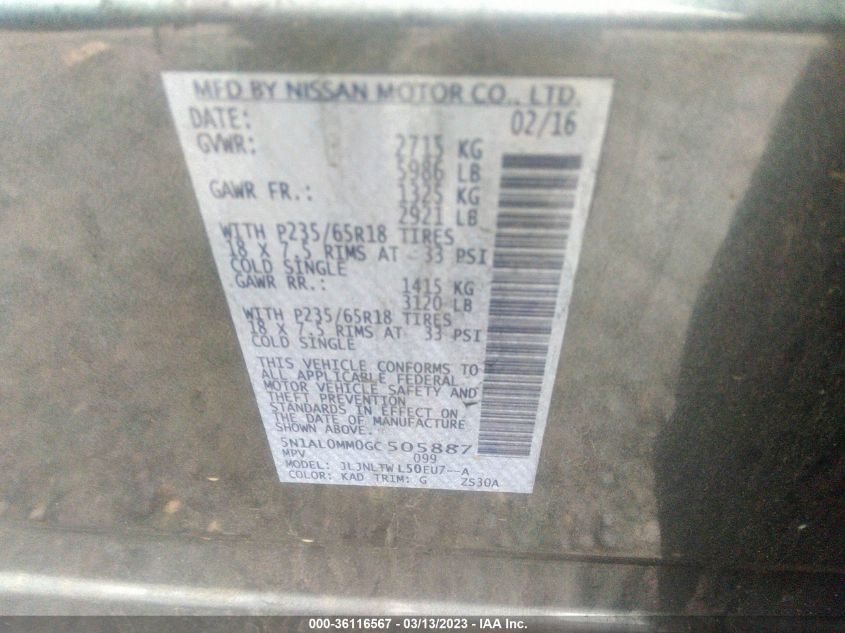 MFD BY NISSAN MOTOR CO., LTD.
DATE: 02/16
GVWR: 2715 KG
5986 LB
GAWR FR.: 1325 KG
2921 LB
WITH P235/65R18 TIRES
18 X 7.5 RIMS AT 33 PSI
COLD SINGLE
GAWR RR.: 1415 KG
3120 LB
WITH P235/65R18 TIRES
18 X 7.5 RIMS AT 33 PSI
COLD SINGLE
THIS VEHICLE CONFORMS TO
ALL APPLICABLE FEDERAL
MOTOR VEHICLE SAFETY AND
THEFT PREVENTION
STANDARDS IN EFFECT ON
THE DATE OF MANUFACTURE
SHOWN ABOVE.
5N1AL0MM0GC505887
MPV 099
MODEL: JLJNLTWL50EU7--A
COLOR: KAD TRIM: G ZS30A
000-36116567 - 03/13/2023 - IAA Inc.